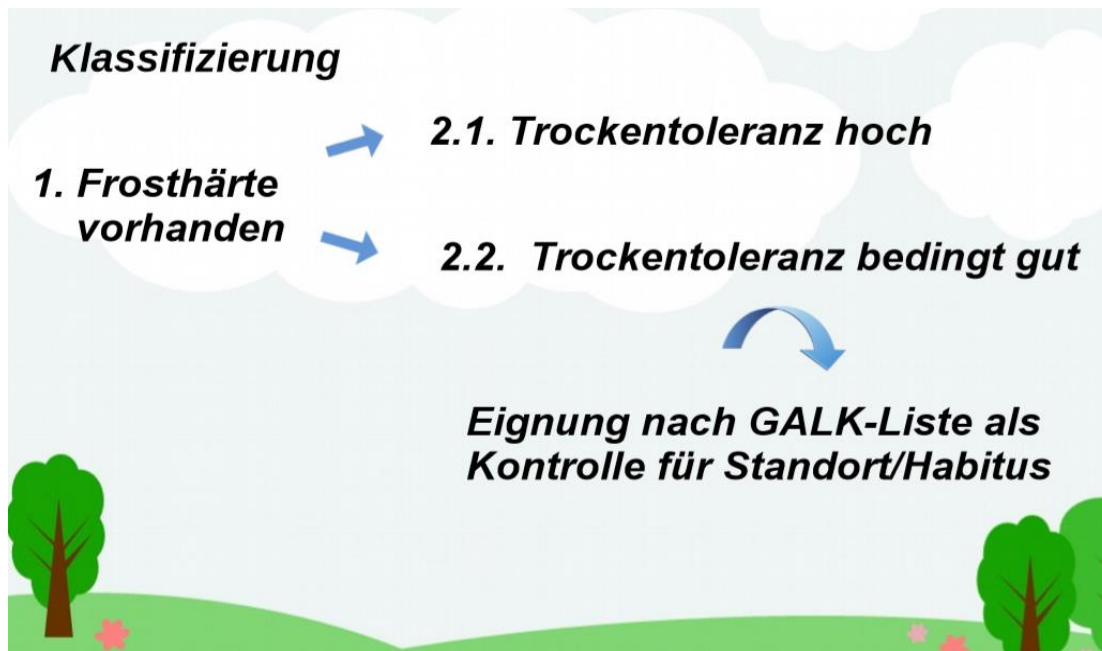 Klassifizierung
2.1. Trockentoleranz hoch
1. Frosthärte
vorhanden
2.2. Trockentoleranz bedingt gut
Eignung nach GALK-Liste als
Kontrolle für Standort/Habitus